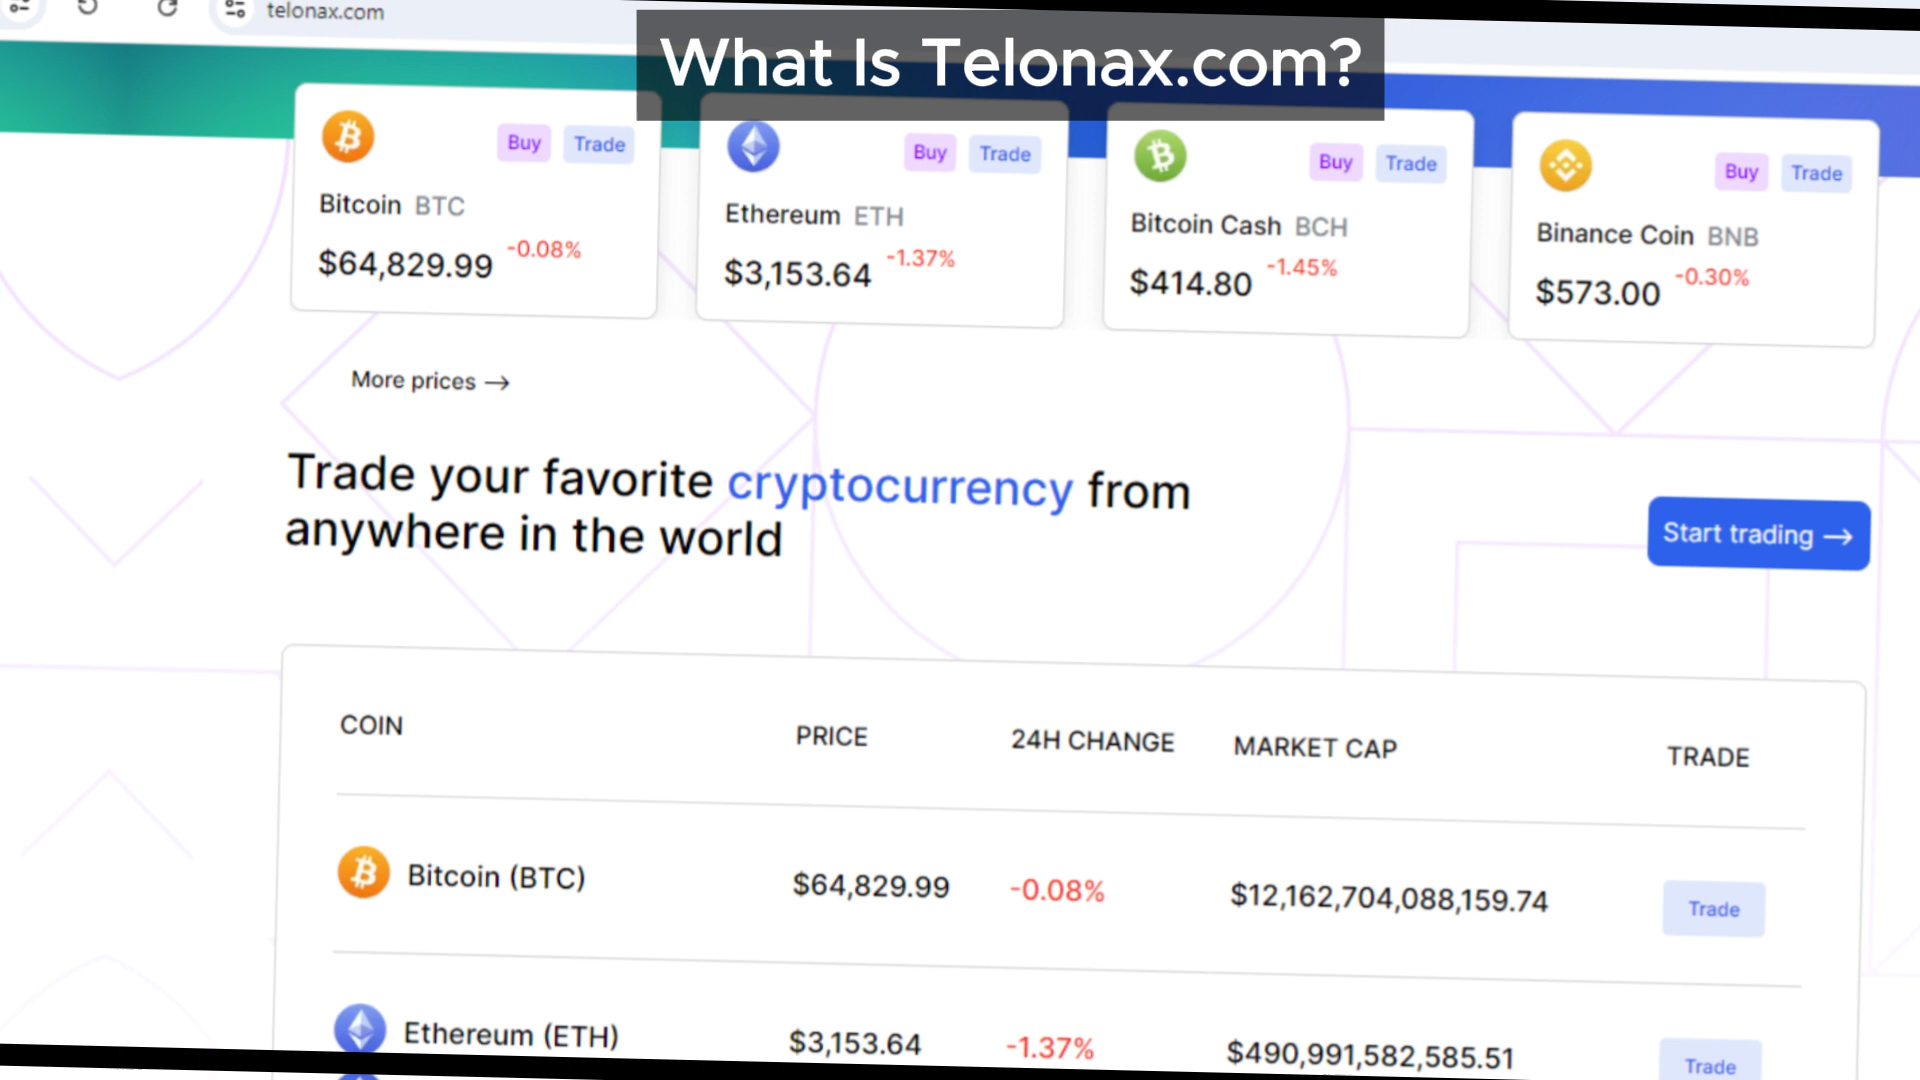 telonax.com
What Is Telonax.com?
Buy Trade
Bitcoin BTC
$64,829.99 -0.08%
Buy Trade
Ethereum ETH
$3,153.64 -1.37%
Buy Trade
Bitcoin Cash BCH
$414.80 -1.45%
Buy Trade
Binance Coin BNB
$573.00 -0.30%
More prices →
Trade your favorite cryptocurrency from
anywhere in the world
Start trading →
COIN PRICE 24H CHANGE MARKET CAP TRADE
Bitcoin (BTC) $64,829.99 -0.08% $12,162,704,088,159.74 Trade
Ethereum (ETH) $3,153.64 -1.37% $490,991,582,585.51 Trade